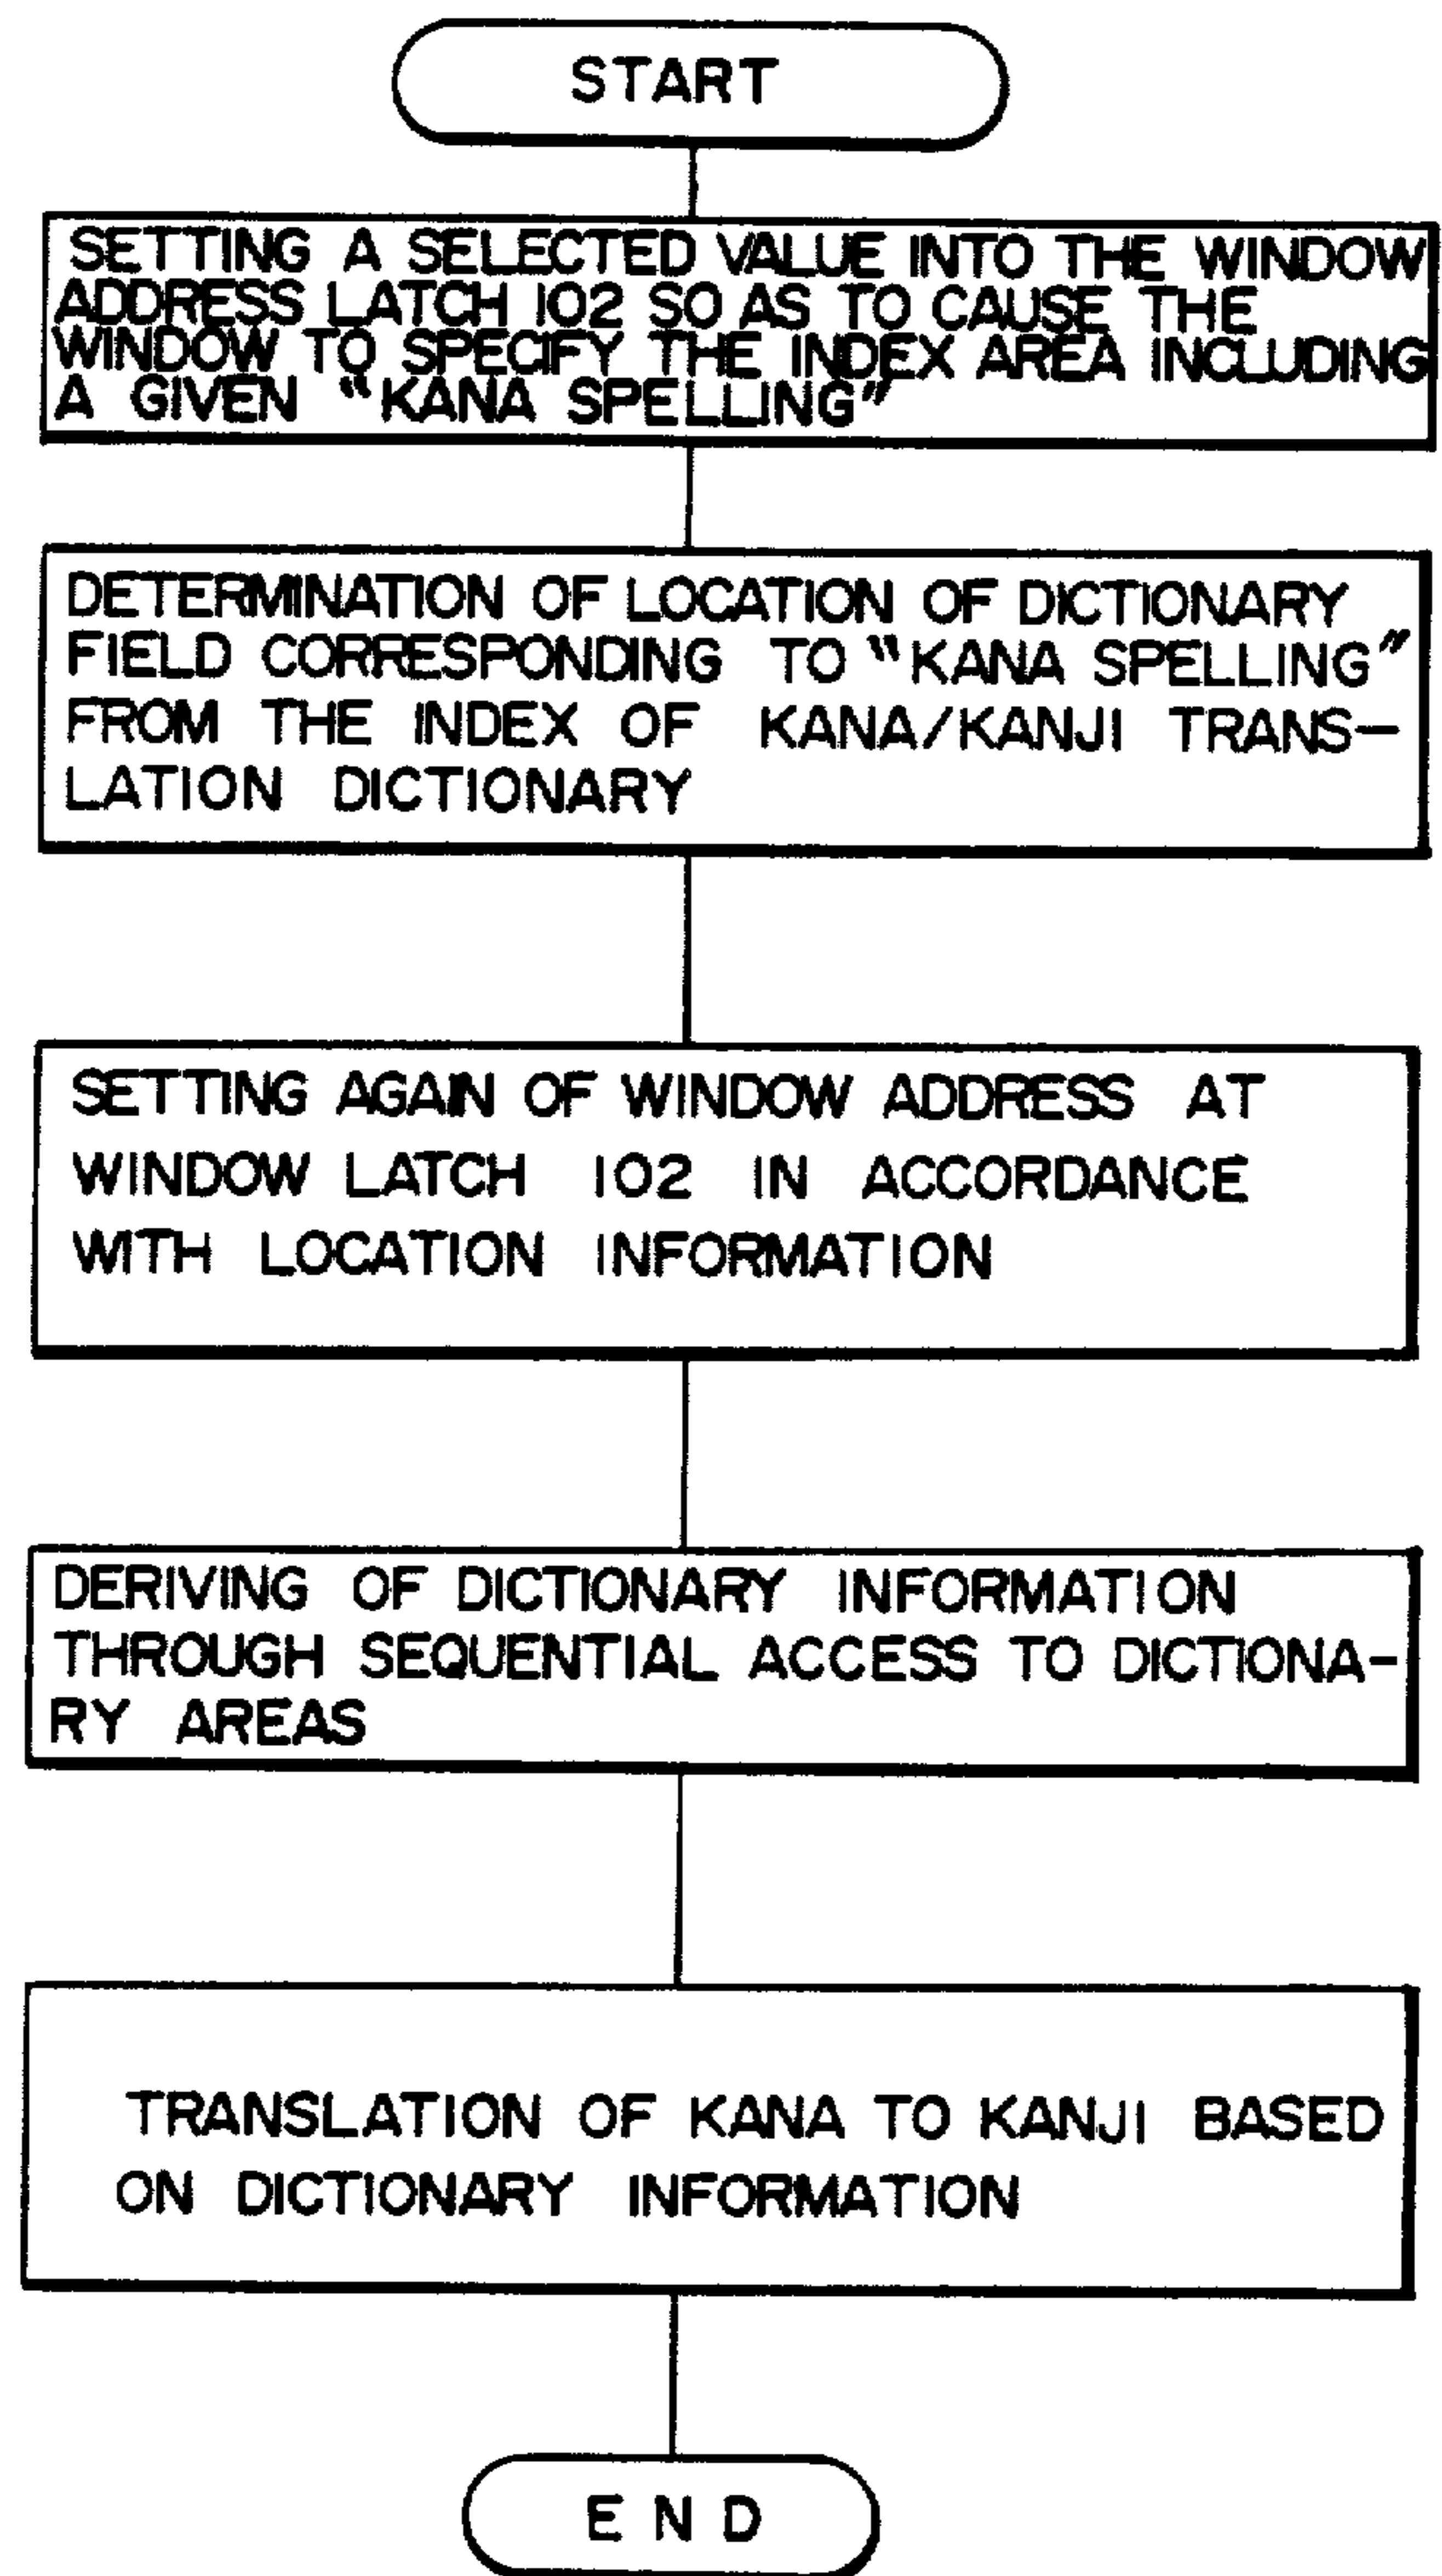 START
SETTING A SELECTED VALUE INTO THE WINDOW
ADDRESS LATCH 102 SO AS TO CAUSE THE
WINDOW TO SPECIFY THE INDEX AREA INCLUDING
A GIVEN "KANA SPELLING"
DETERMINATION OF LOCATION OF DICTIONARY
FIELD CORRESPONDING TO "KANA SPELLING"
FROM THE INDEX OF KANA/KANJI TRANS-
LATION DICTIONARY
SETTING AGAIN OF WINDOW ADDRESS AT
WINDOW LATCH 102 IN ACCORDANCE
WITH LOCATION INFORMATION
DERIVING OF DICTIONARY INFORMATION
THROUGH SEQUENTIAL ACCESS TO DICTIONA-
RY AREAS
TRANSLATION OF KANA TO KANJI BASED
ON DICTIONARY INFORMATION
END